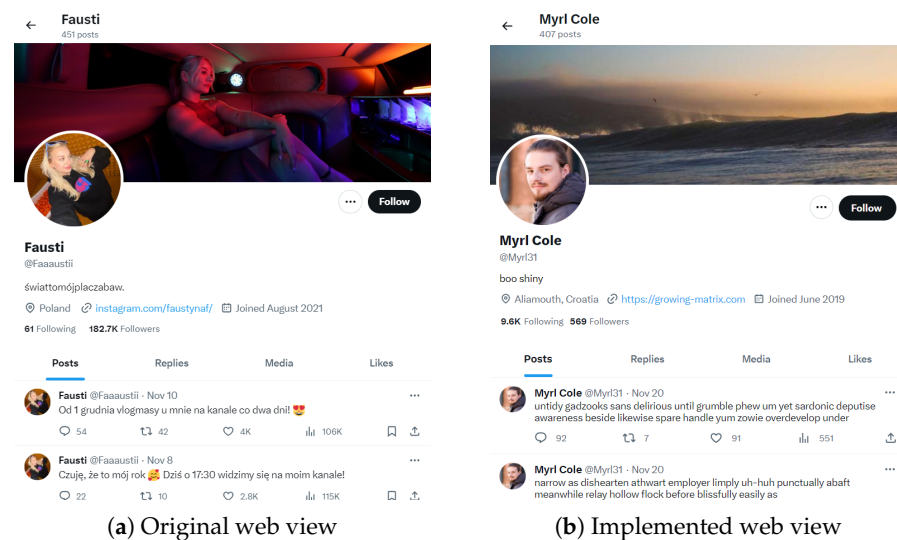 Fausti
451 posts
Follow
Fausti
@Faaaustii
światтomójplaczabaw.
Poland instagram.com/faustynaf/ Joined August 2021
61 Following 182.7K Followers
Posts Replies Media Likes
Fausti @Faaaustii · Nov 10
Od 1 grudnia vlogmasy u mnie na kanale co dwa dni! 😍
54 42 4K 106K
Fausti @Faaaustii · Nov 8
Czuję, że to mój rok 🥰 Dziś o 17:30 widzimy się na moim kanale!
22 10 2.8K 115K
(a) Original web view
Myrl Cole
407 posts
Follow
Myrl Cole
@Myrl31
boo shiny
Aliamouth, Croatia https://growing-matrix.com Joined June 2019
9.6K Following 569 Followers
Posts Replies Media Likes
Myrl Cole @Myrl31 · Nov 20
untidy gadzooks sans delirious until grumble phew um yet sardonic deputise
awareness beside likewise spare handle yum zowie overdevelop under
92 7 91 551
Myrl Cole @Myrl31 · Nov 20
narrow as dishearten athwart employer limply uh-huh punctually abaft
meanwhile relay hollow flock before blissfully easily as
(b) Implemented web view